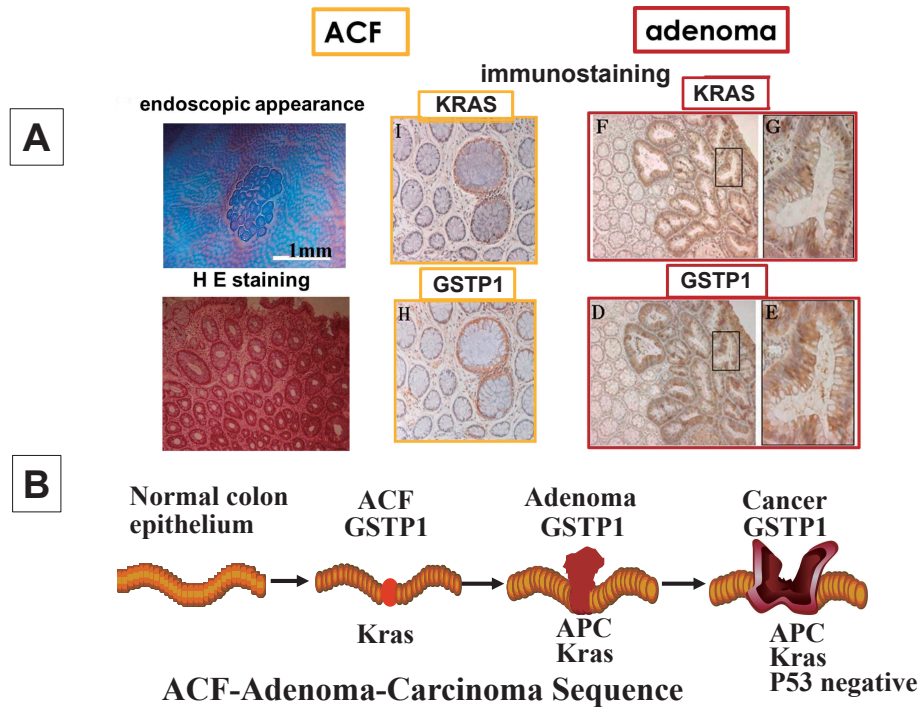 ACF
adenoma
immunostaining
endoscopic appearance
KRAS
KRAS
A
I
F
G
1mm
H E staining
GSTP1
GSTP1
H
D
E
B
Normal colon
epithelium
ACF
GSTP1
Adenoma
GSTP1
Cancer
GSTP1
Kras
APC
Kras
APC
Kras
P53 negative
ACF-Adenoma-Carcinoma Sequence